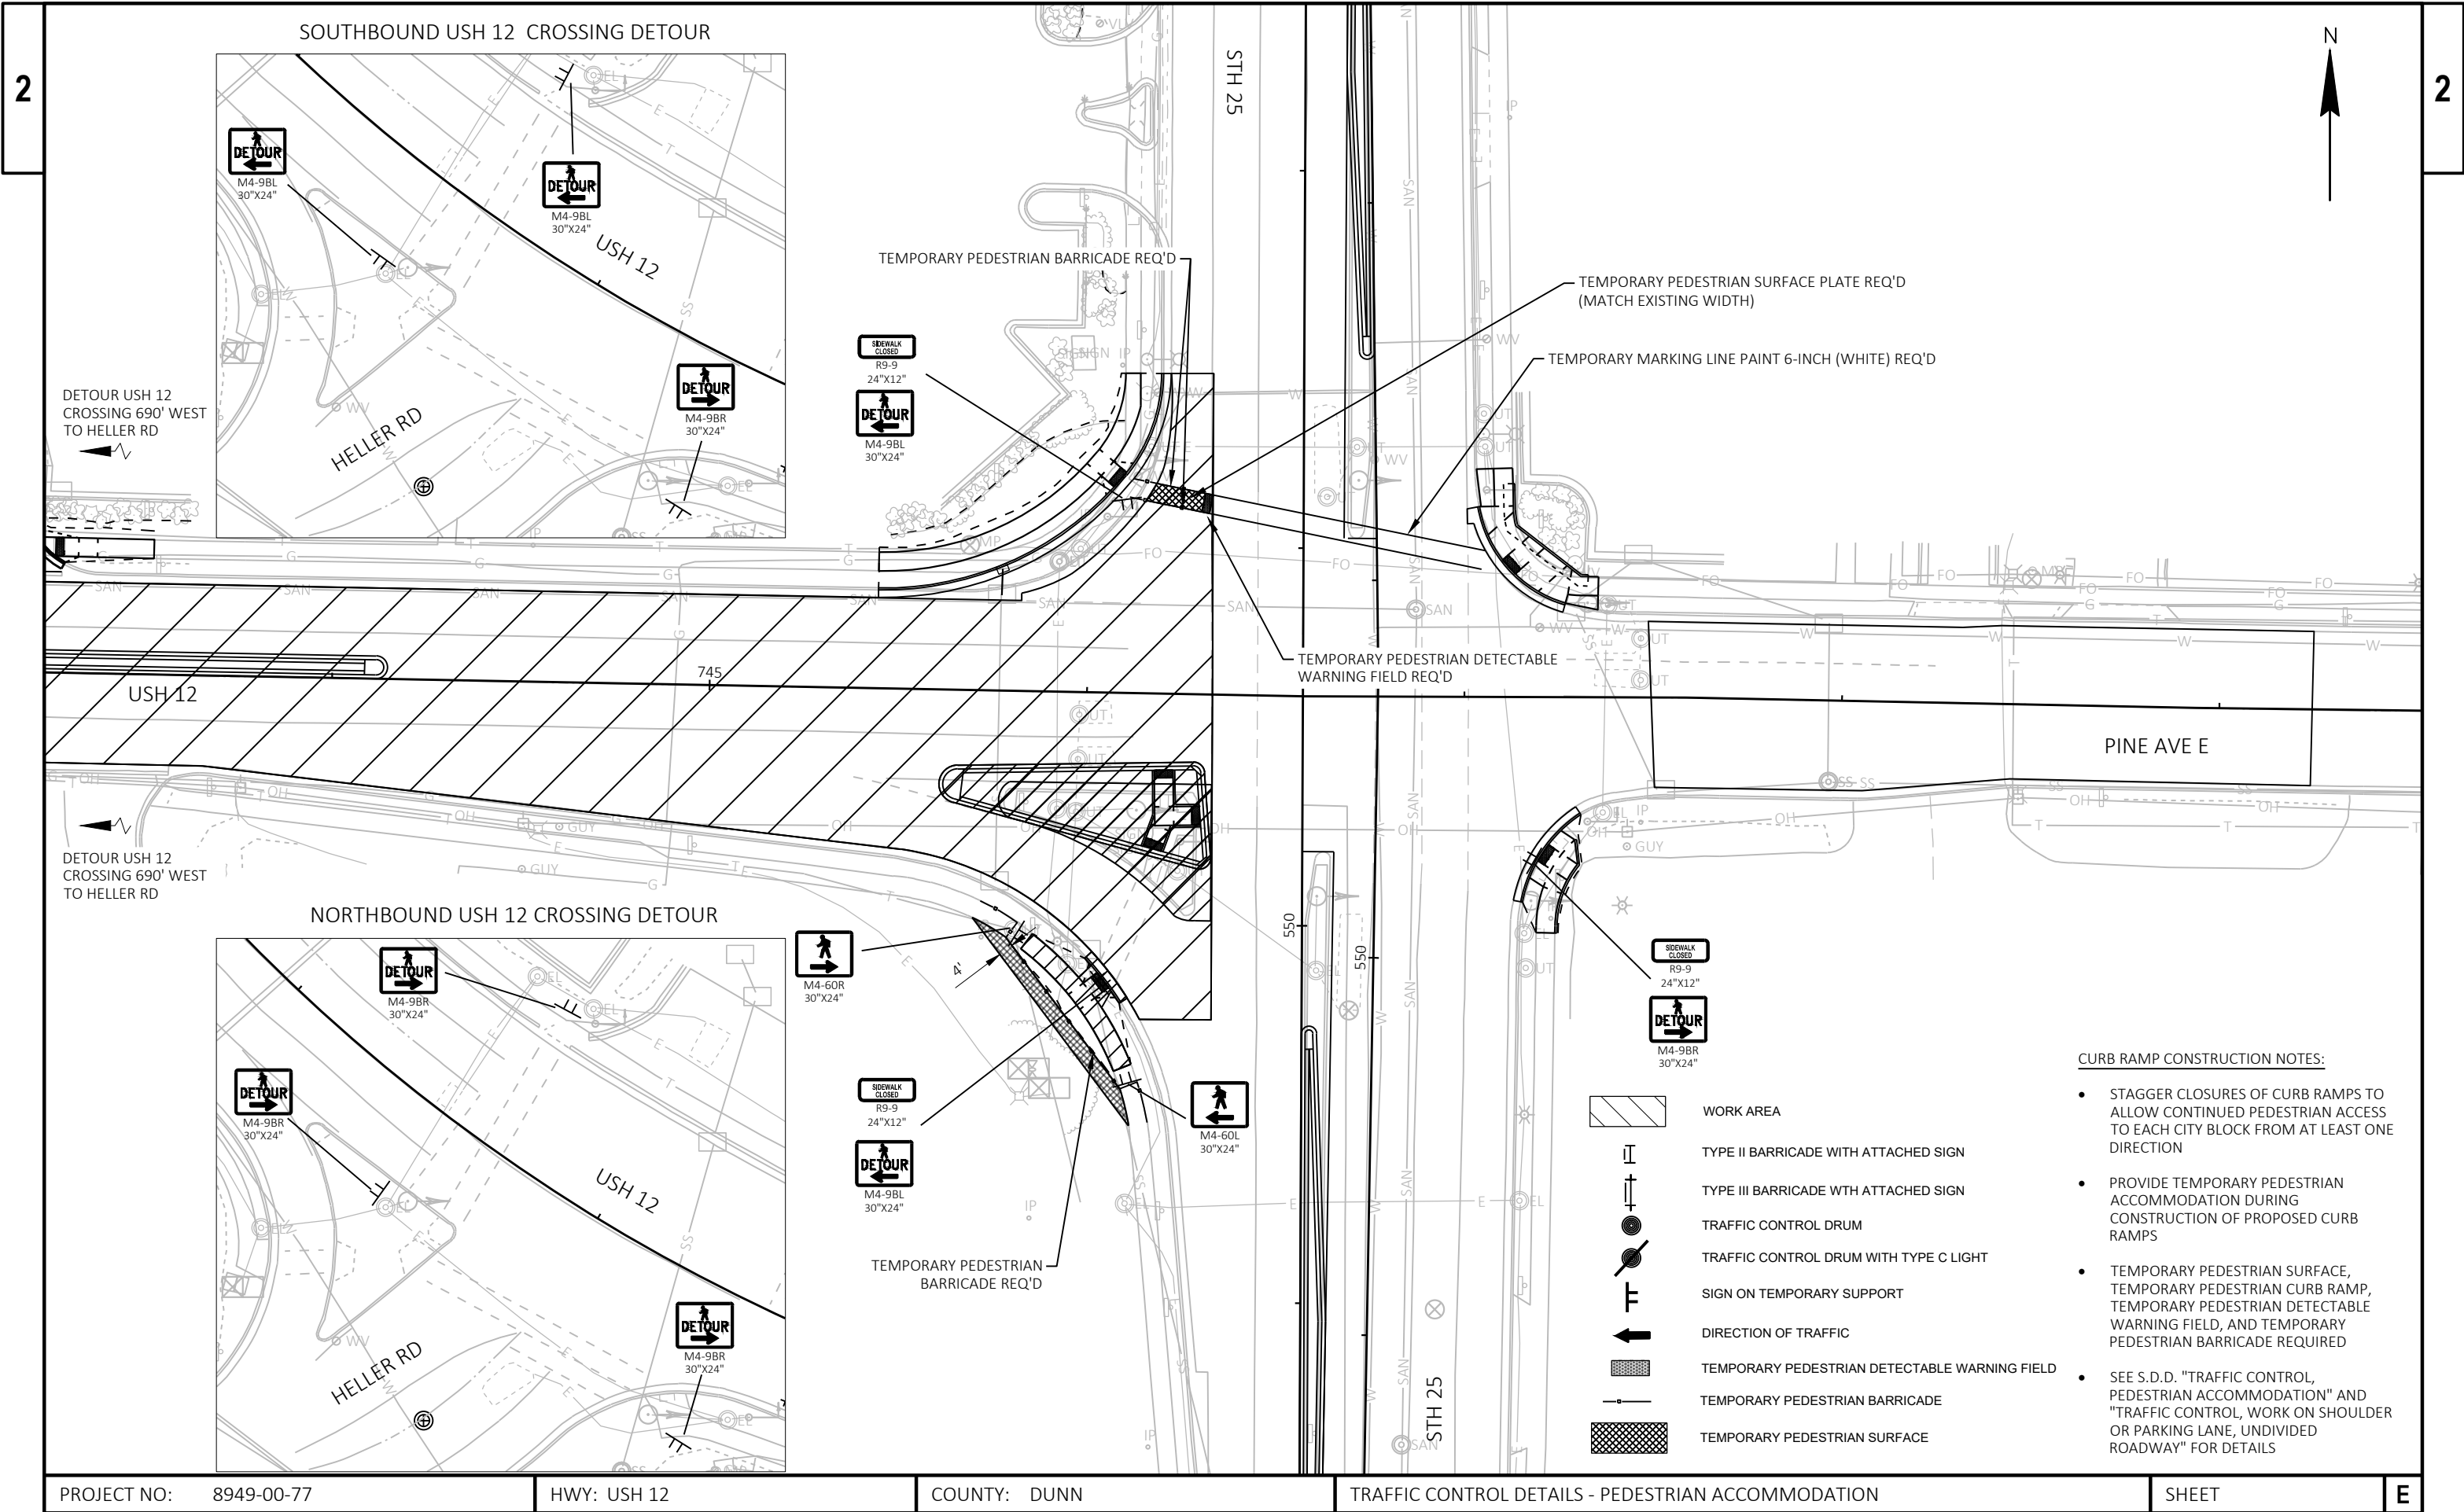 2
2
SOUTHBOUND USH 12 CROSSING DETOUR
DETOUR
M4-9BL
30"X24"
DETOUR
M4-9BL
30"X24"
USH 12
DETOUR
M4-9BR
30"X24"
HELLER RD
DETOUR USH 12
CROSSING 690' WEST
TO HELLER RD
STH 25
N
TEMPORARY PEDESTRIAN BARRICADE REQ'D
TEMPORARY PEDESTRIAN SURFACE PLATE REQ'D
(MATCH EXISTING WIDTH)
TEMPORARY MARKING LINE PAINT 6-INCH (WHITE) REQ'D
SIDEWALK
CLOSED
R9-9
24"X12"
DETOUR
M4-9BL
30"X24"
TEMPORARY PEDESTRIAN DETECTABLE
WARNING FIELD REQ'D
745
USH 12
PINE AVE E
DETOUR USH 12
CROSSING 690' WEST
TO HELLER RD
NORTHBOUND USH 12 CROSSING DETOUR
DETOUR
M4-9BR
30"X24"
DETOUR
M4-9BR
30"X24"
USH 12
DETOUR
M4-9BR
30"X24"
HELLER RD
M4-60R
30"X24"
4'
550
550
SIDEWALK
CLOSED
R9-9
24"X12"
DETOUR
M4-9BL
30"X24"
M4-60L
30"X24"
TEMPORARY PEDESTRIAN
BARRICADE REQ'D
SIDEWALK
CLOSED
R9-9
24"X12"
DETOUR
M4-9BR
30"X24"
STH 25
WORK AREA
TYPE II BARRICADE WITH ATTACHED SIGN
TYPE III BARRICADE WTH ATTACHED SIGN
TRAFFIC CONTROL DRUM
TRAFFIC CONTROL DRUM WITH TYPE C LIGHT
SIGN ON TEMPORARY SUPPORT
DIRECTION OF TRAFFIC
TEMPORARY PEDESTRIAN DETECTABLE WARNING FIELD
TEMPORARY PEDESTRIAN BARRICADE
TEMPORARY PEDESTRIAN SURFACE
CURB RAMP CONSTRUCTION NOTES:
• STAGGER CLOSURES OF CURB RAMPS TO
ALLOW CONTINUED PEDESTRIAN ACCESS
TO EACH CITY BLOCK FROM AT LEAST ONE
DIRECTION
• PROVIDE TEMPORARY PEDESTRIAN
ACCOMMODATION DURING
CONSTRUCTION OF PROPOSED CURB
RAMPS
• TEMPORARY PEDESTRIAN SURFACE,
TEMPORARY PEDESTRIAN CURB RAMP,
TEMPORARY PEDESTRIAN DETECTABLE
WARNING FIELD, AND TEMPORARY
PEDESTRIAN BARRICADE REQUIRED
• SEE S.D.D. "TRAFFIC CONTROL,
PEDESTRIAN ACCOMMODATION" AND
"TRAFFIC CONTROL, WORK ON SHOULDER
OR PARKING LANE, UNDIVIDED
ROADWAY" FOR DETAILS
PROJECT NO: 8949-00-77
HWY: USH 12
COUNTY: DUNN
TRAFFIC CONTROL DETAILS - PEDESTRIAN ACCOMMODATION
SHEET
E